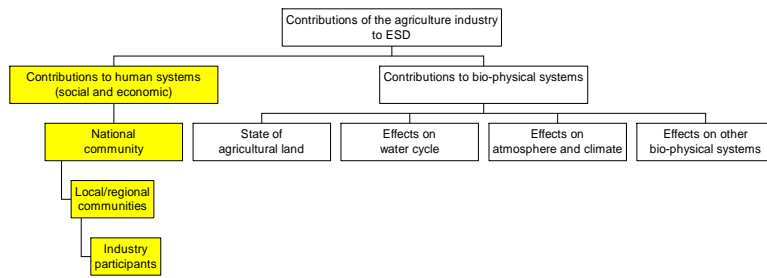 Contributions of the agriculture industry
to ESD
Contributions to human systems
(social and economic)
Contributions to bio-physical systems
National
community
State of
agricultural land
Effects on
water cycle
Effects on
atmosphere and climate
Effects on other
bio-physical systems
Local/regional
communities
Industry
participants